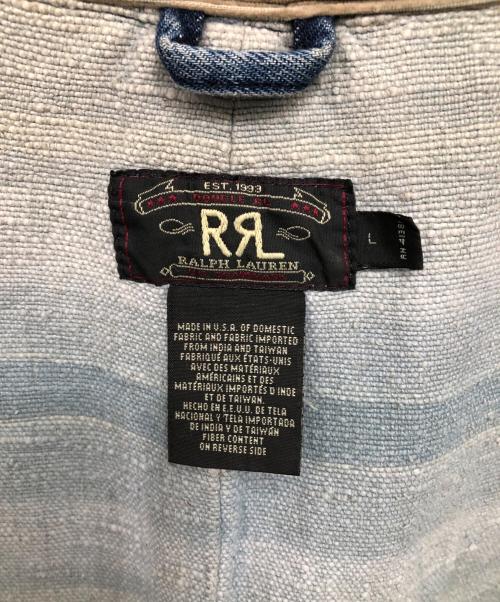 EST. 1993
DOUBLE RL
RRL
RALPH LAUREN
L
RN 4138
MADE IN U.S.A. OF DOMESTIC
FABRIC AND FABRIC IMPORTED
FROM INDIA AND TAIWAN
FABRIQUÉ AUX ÉTATS-UNIS
AVEC DES MATÉRIAUX
AMÉRICAINS ET DES
MATÉRIAUX IMPORTÉS D'INDE
ET DE TAIWAN.
HECHO EN E.E.U.U. DE TELA
NACIONAL Y TELA IMPORTADA
DE INDIA Y DE TAIWÁN
FIBER CONTENT
ON REVERSE SIDE